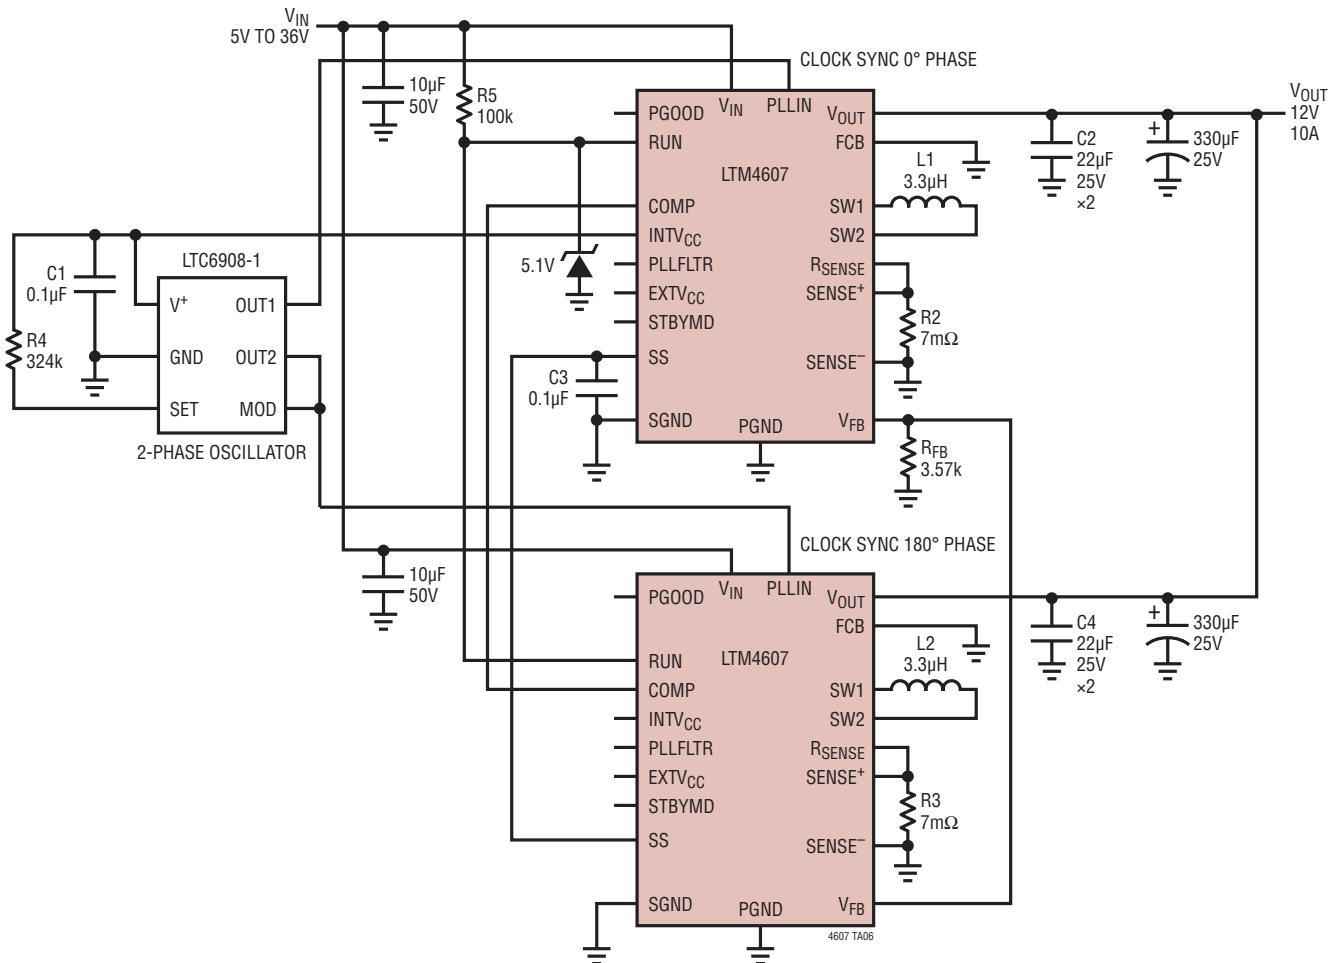 VIN
5V TO 36V
10µF
50V
R5
100k
CLOCK SYNC 0° PHASE
PGOOD
VIN
PLLIN
VOUT
RUN
FCB
LTM4607
COMP
SW1
INTVCC
SW2
PLLFLTR
RSENSE
EXTVCC
SENSE+
STBYMD
SS
SENSE–
SGND
PGND
VFB
L1
3.3µH
C2
22µF
25V
×2
+
330µF
25V
VOUT
12V
10A
5.1V
R2
7mΩ
C3
0.1µF
RFB
3.57k
C1
0.1µF
R4
324k
LTC6908-1
V+
OUT1
GND
OUT2
SET
MOD
2-PHASE OSCILLATOR
10µF
50V
CLOCK SYNC 180° PHASE
PGOOD
VIN
PLLIN
VOUT
FCB
RUN
LTM4607
COMP
SW1
INTVCC
SW2
PLLFLTR
RSENSE
EXTVCC
SENSE+
STBYMD
SS
SENSE–
SGND
PGND
VFB
L2
3.3µH
C4
22µF
25V
×2
+
330µF
25V
R3
7mΩ
4607 TA06